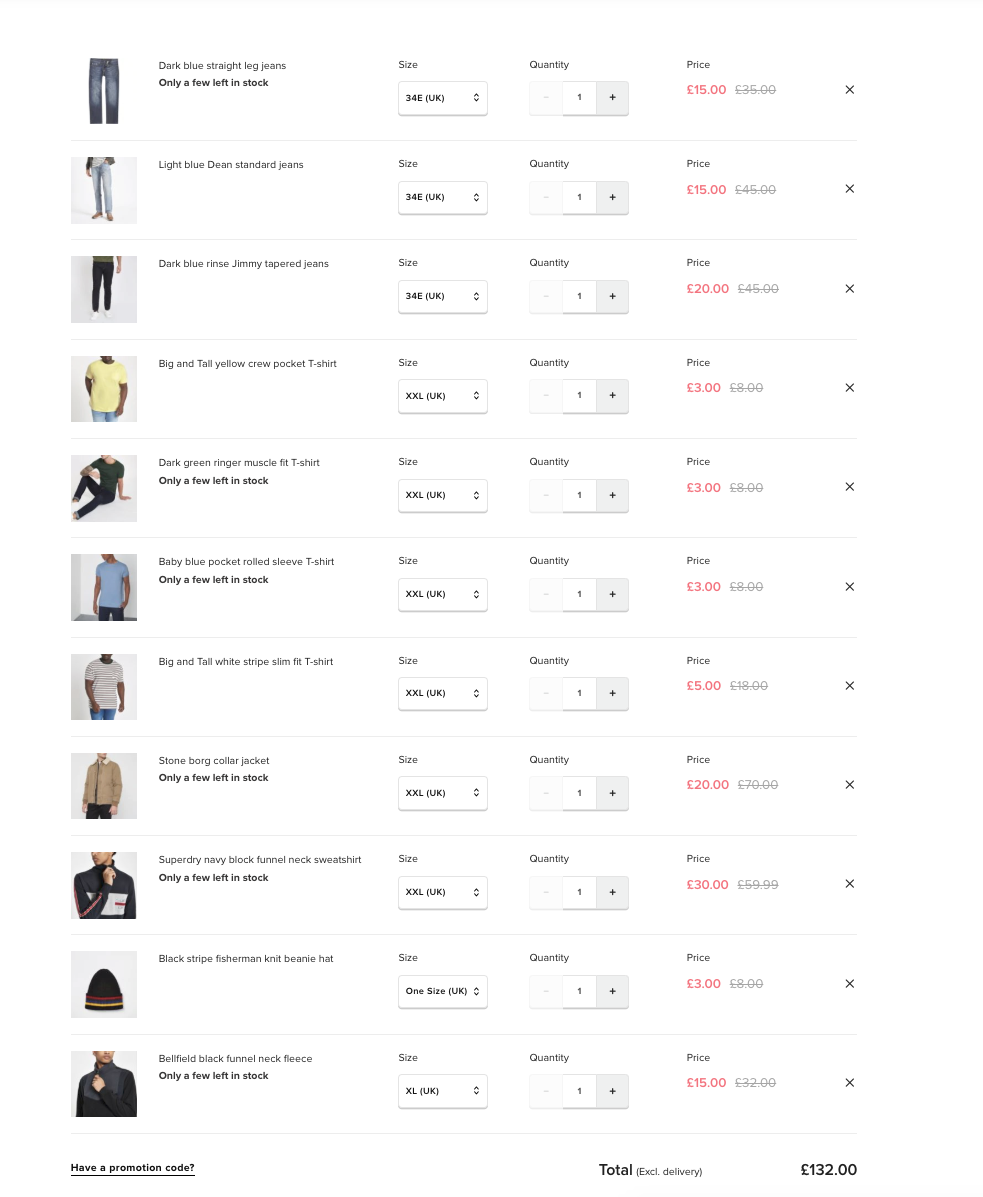 Dark blue straight leg jeans
Only a few left in stock
Size
34E (UK)
Quantity
− 1 +
Price
£15.00 £35.00
Light blue Dean standard jeans
Size
34E (UK)
Quantity
− 1 +
Price
£15.00 £45.00
Dark blue rinse Jimmy tapered jeans
Size
34E (UK)
Quantity
− 1 +
Price
£20.00 £45.00
Big and Tall yellow crew pocket T-shirt
Size
XXL (UK)
Quantity
− 1 +
Price
£3.00 £8.00
Dark green ringer muscle fit T-shirt
Only a few left in stock
Size
XXL (UK)
Quantity
− 1 +
Price
£3.00 £8.00
Baby blue pocket rolled sleeve T-shirt
Only a few left in stock
Size
XXL (UK)
Quantity
− 1 +
Price
£3.00 £8.00
Big and Tall white stripe slim fit T-shirt
Size
XXL (UK)
Quantity
− 1 +
Price
£5.00 £18.00
Stone borg collar jacket
Only a few left in stock
Size
XXL (UK)
Quantity
− 1 +
Price
£20.00 £70.00
Superdry navy block funnel neck sweatshirt
Only a few left in stock
Size
XXL (UK)
Quantity
− 1 +
Price
£30.00 £59.99
Black stripe fisherman knit beanie hat
Size
One Size (UK)
Quantity
− 1 +
Price
£3.00 £8.00
Bellfield black funnel neck fleece
Only a few left in stock
Size
XL (UK)
Quantity
− 1 +
Price
£15.00 £32.00
Have a promotion code?
Total (Excl. delivery) £132.00